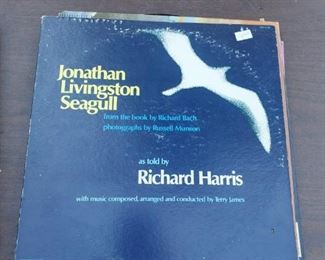 Jonathan
Livingston
Seagull
from the book by Richard Bach
photographs by Russell Munson
as told by
Richard Harris
with music composed, arranged and conducted by Terry James